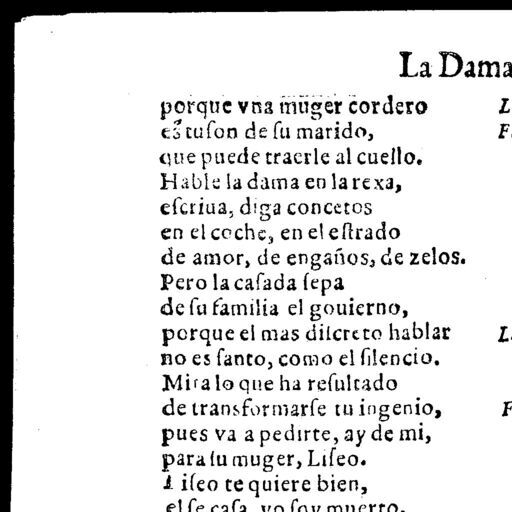 La Dama
porque vna muger cordero
es tuſon de ſu marido,
que puede traerle al cuello.
Hable la dama en la rexa,
eſcriua, diga concetos
en el coche, en el eſtrado
de amor, de engaños, de zelos.
Pero la caſada ſepa
de ſu familia el gouierno,
porque el mas diſcreto hablar
no es ſanto, como el ſilencio.
Mira lo que ha reſultado
de transformarſe tu ingenio,
pues va a pedirte, ay de mi,
para ſu muger, Liſeo.
Liſeo te quiere bien,
el ſe caſa, yo ſoy muerto.